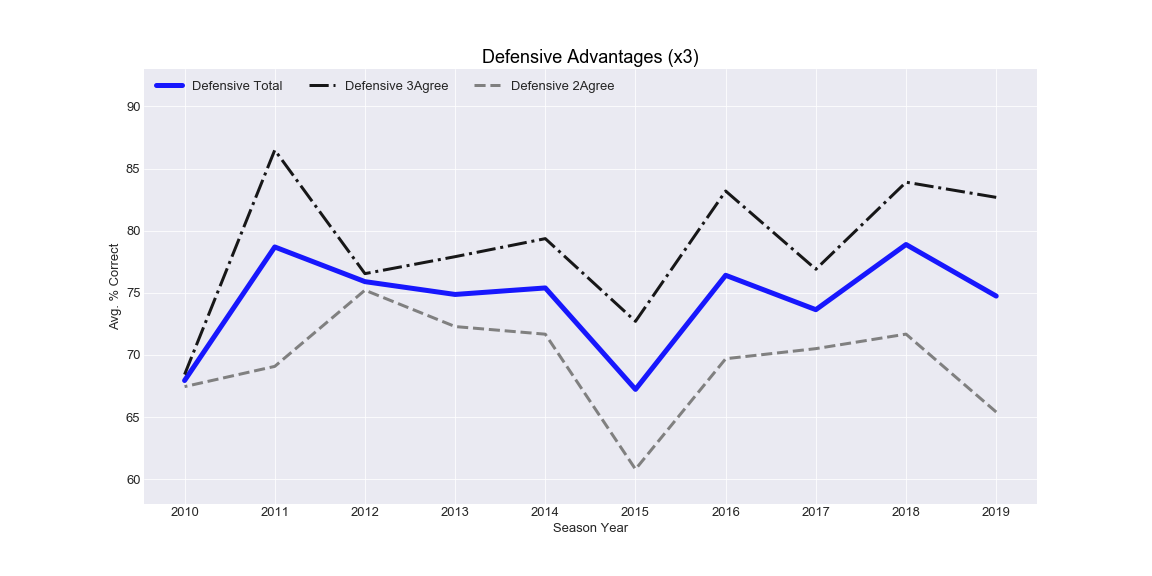 Defensive Advantages (x3)
Defensive Total Defensive 3Agree Defensive 2Agree
90
85
80
75
70
65
60
Avg. % Correct
2010 2011 2012 2013 2014 2015 2016 2017 2018 2019
Season Year